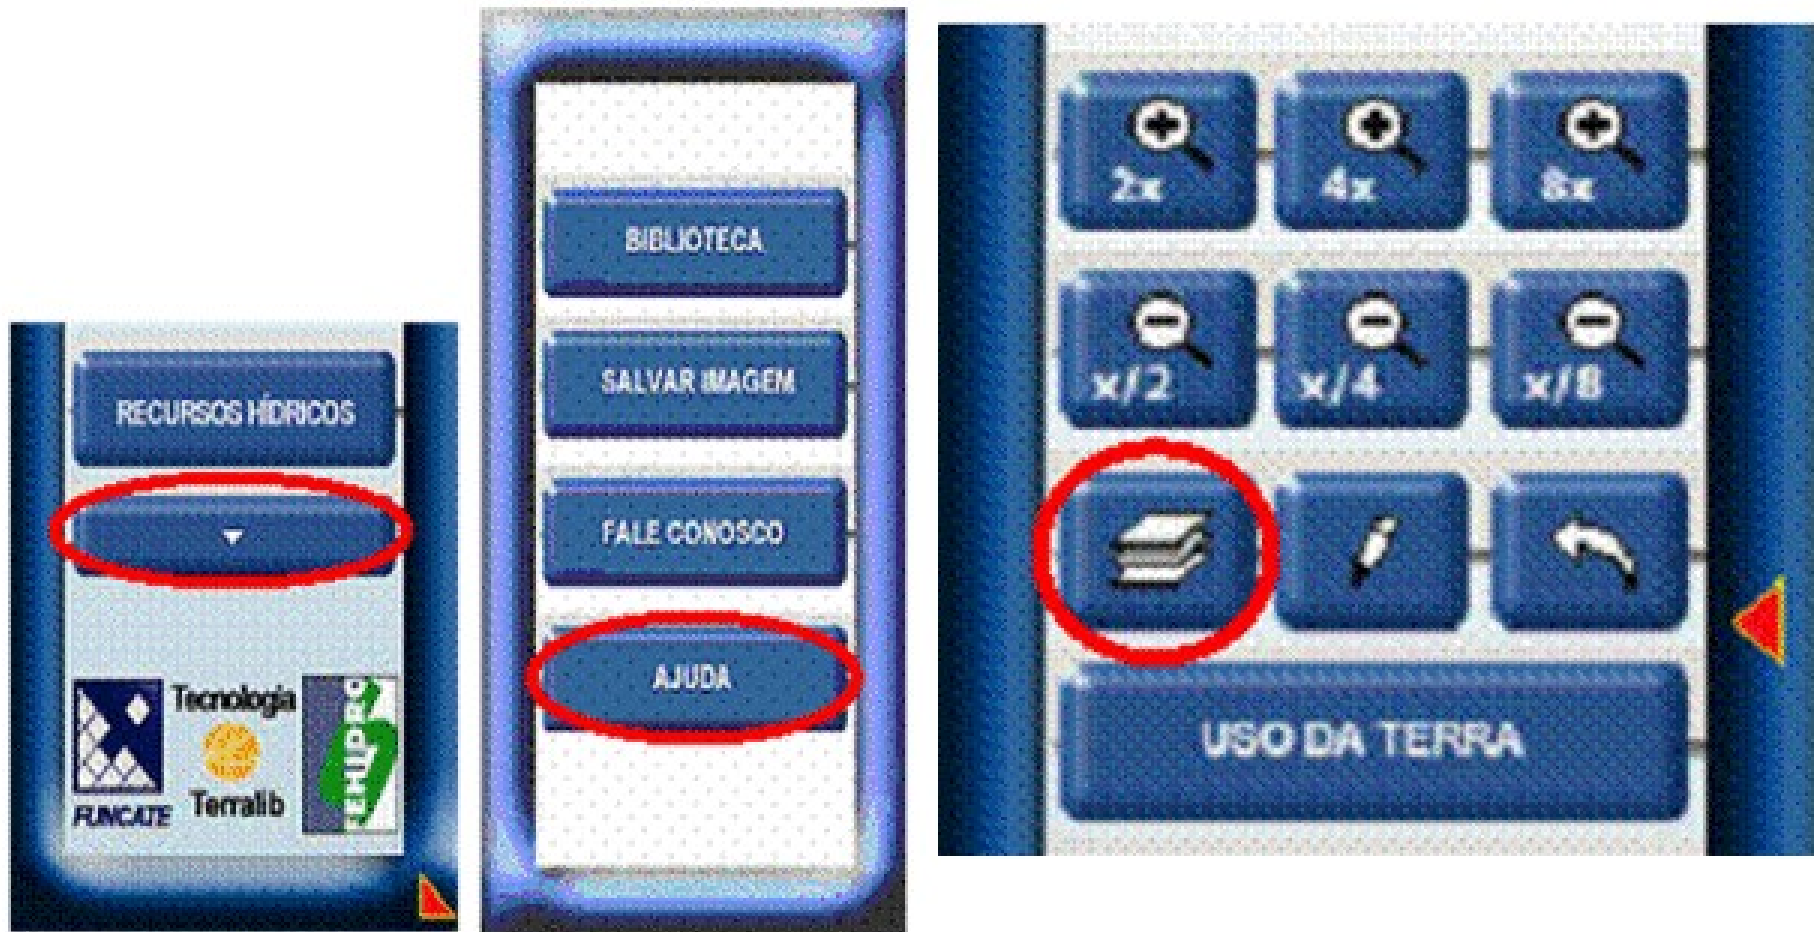 RECURSOS HÍDRICOS
Tecnologia
Terralib
FUNCATE
BIBLIOTECA
SALVAR IMAGEM
FALE CONOSCO
AJUDA
2x
4x
8x
x/2
x/4
x/8
USO DA TERRA